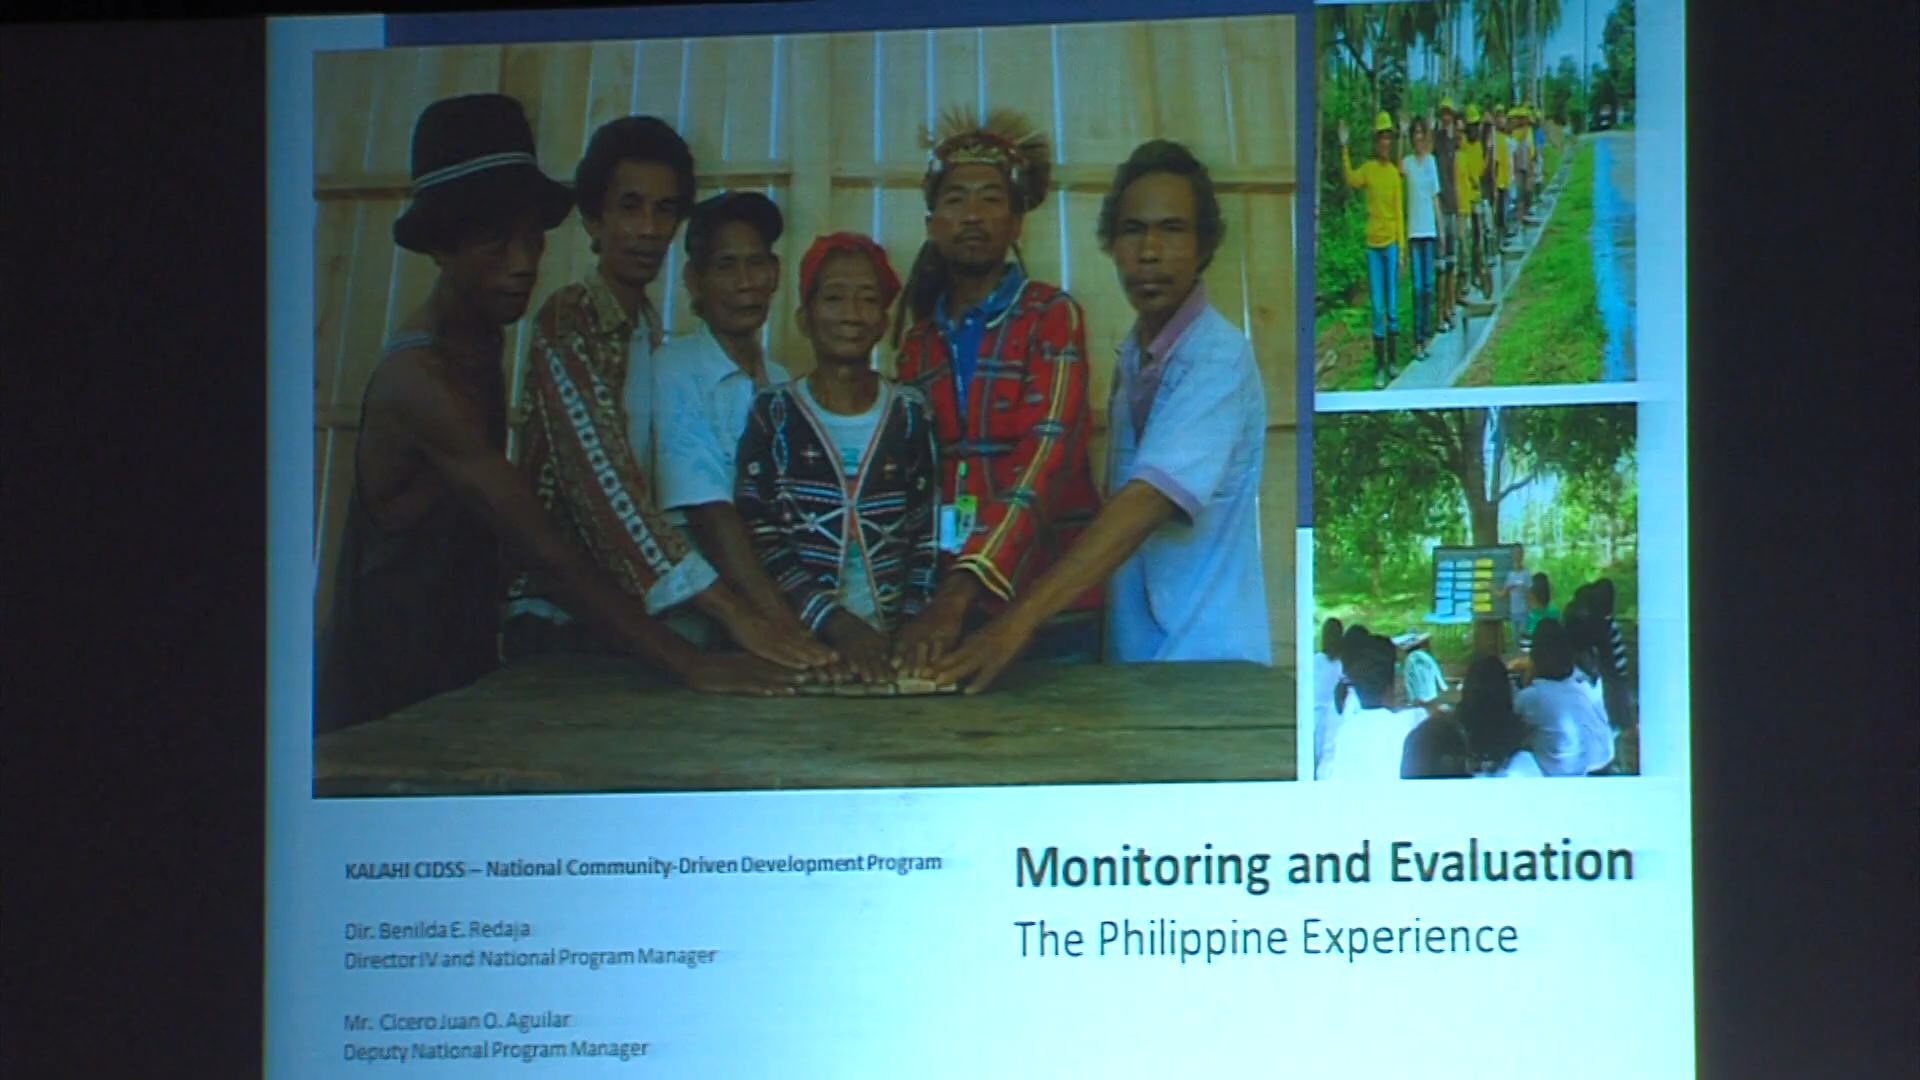 KALAHI CIDSS – National Community-Driven Development Program
Dir. Benilda E. Redaja
Director IV and National Program Manager
Mr. Cicero Juan O. Aguilar
Deputy National Program Manager
Monitoring and Evaluation
The Philippine Experience